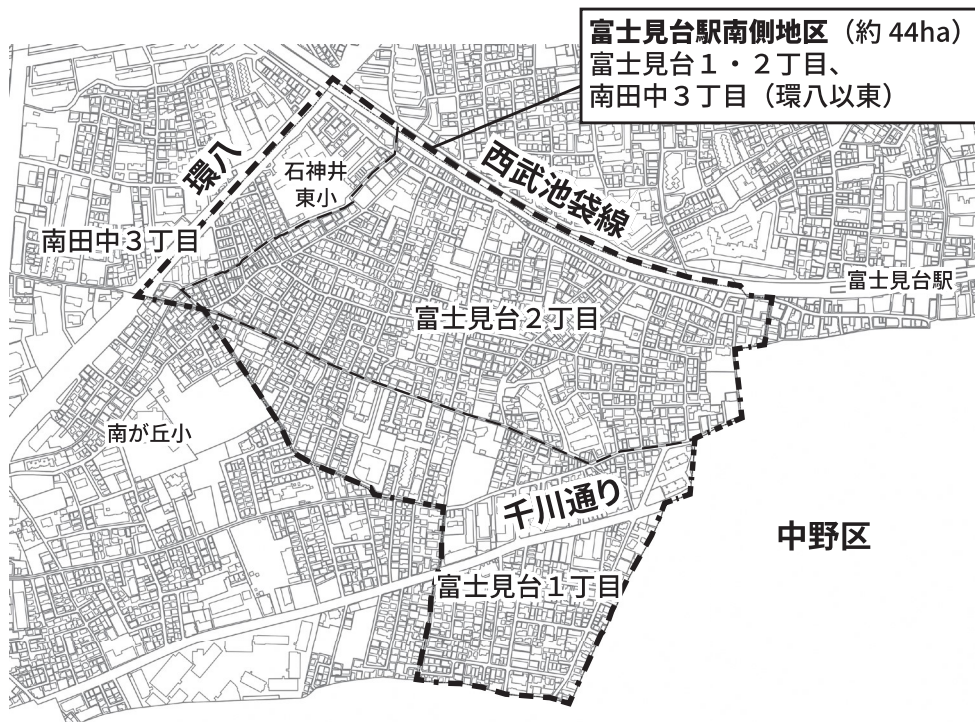 富士見台駅南側地区（約 44ha）
富士見台１・２丁目、
南田中３丁目（環八以東）
環八
石神井
東小
西武池袋線
南田中３丁目
富士見台駅
富士見台２丁目
南が丘小
千川通り
中野区
富士見台１丁目